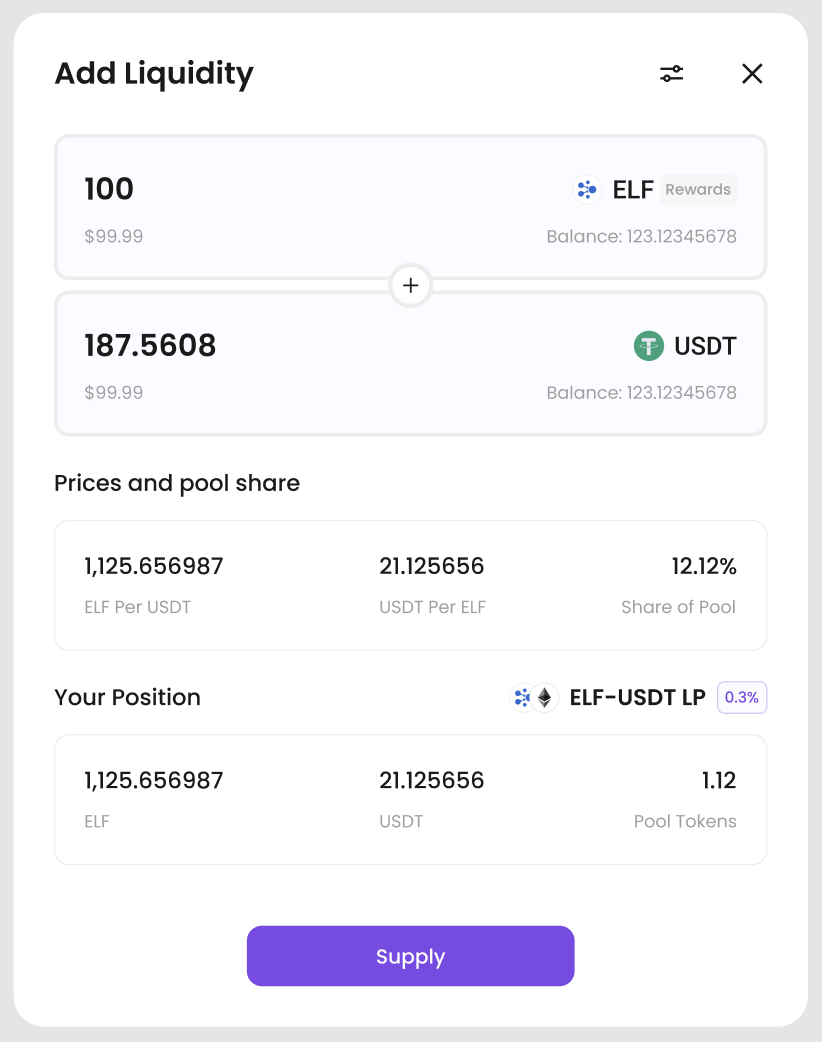 Add Liquidity
100
ELF Rewards
$99.99
Balance: 123.12345678
+
187.5608
USDT
$99.99
Balance: 123.12345678
Prices and pool share
1,125.656987 21.125656 12.12%
ELF Per USDT USDT Per ELF Share of Pool
Your Position ELF-USDT LP 0.3%
1,125.656987 21.125656 1.12
ELF USDT Pool Tokens
Supply